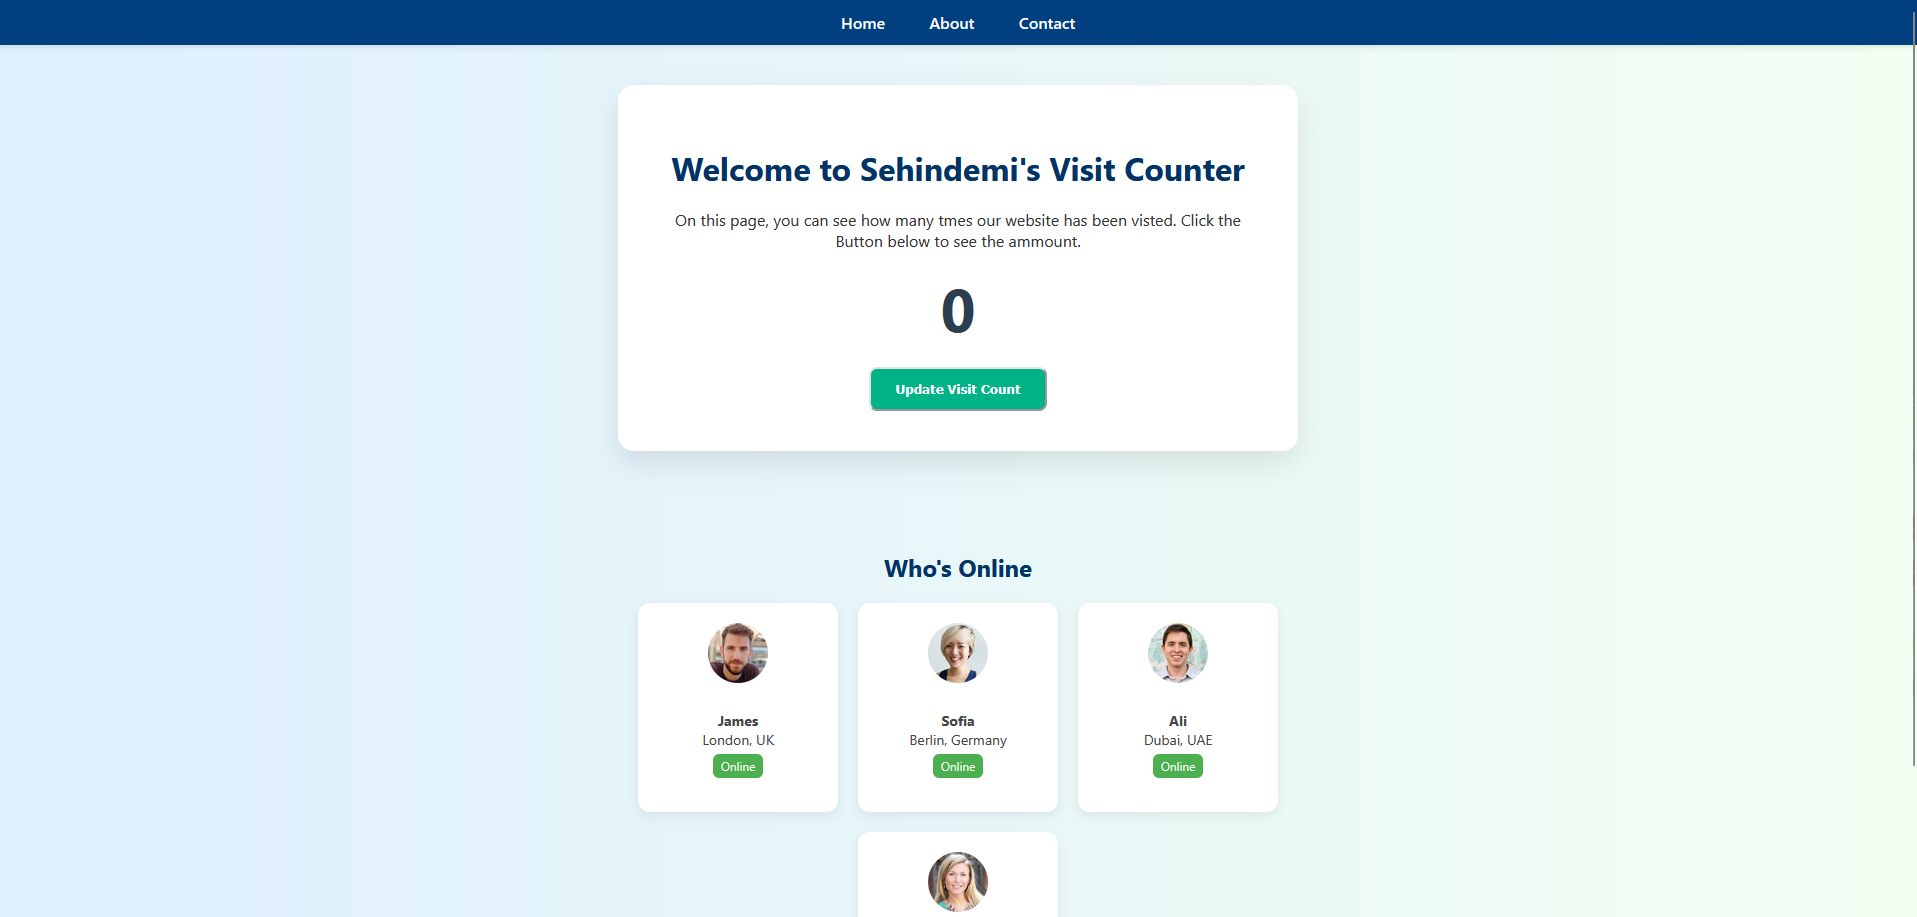 Home About Contact
Welcome to Sehindemi's Visit Counter
On this page, you can see how many tmes our website has been visted. Click the
Button below to see the ammount.
0
Update Visit Count
Who's Online
James
London, UK
Online
Sofia
Berlin, Germany
Online
Ali
Dubai, UAE
Online